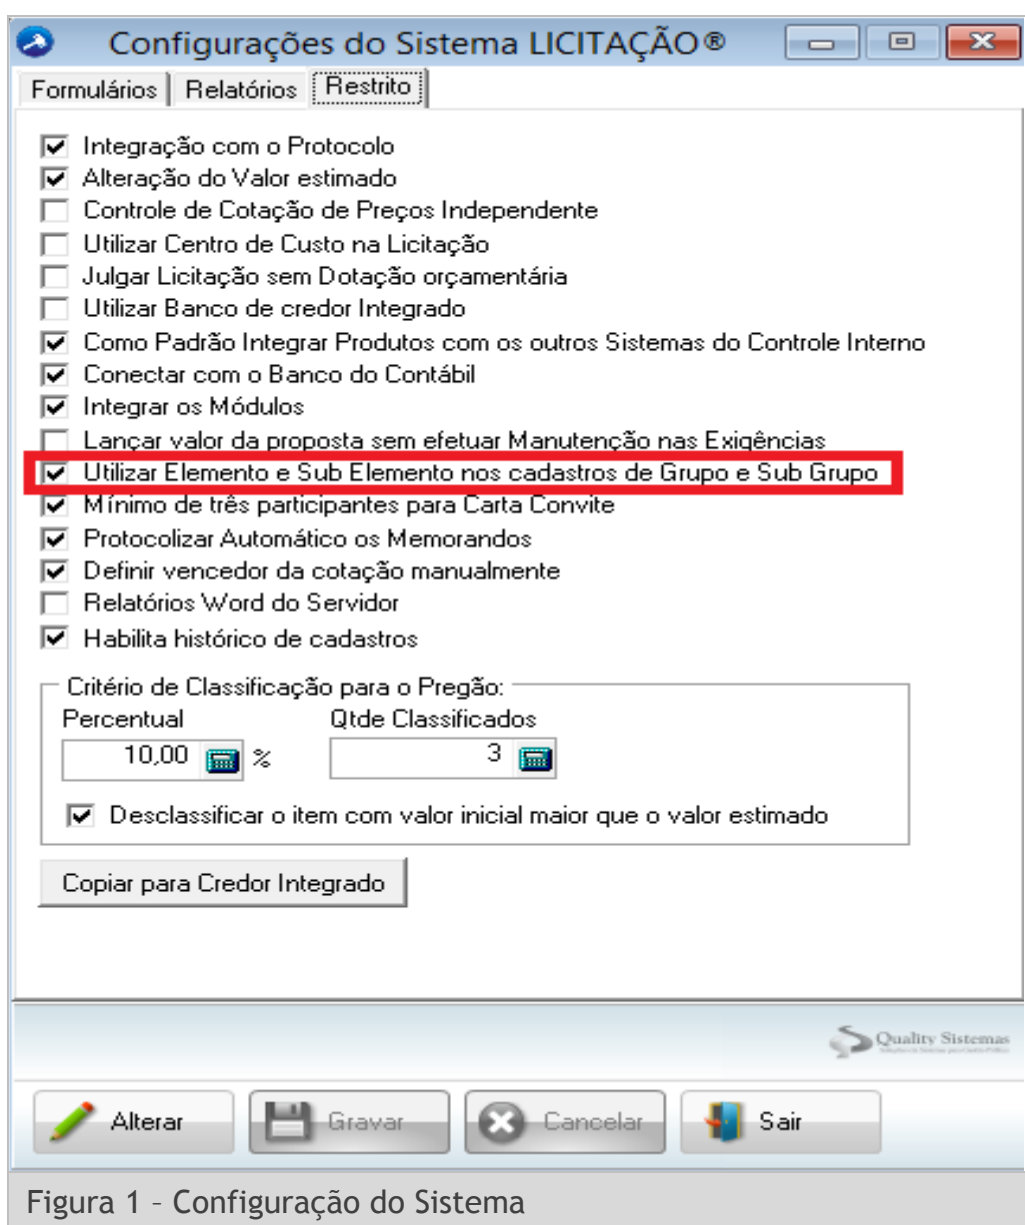 Configurações do Sistema LICITAÇÃO®
Formulários Relatórios Restrito
Integração com o Protocolo
Alteração do Valor estimado
Controle de Cotação de Preços Independente
Utilizar Centro de Custo na Licitação
Julgar Licitação sem Dotação orçamentária
Utilizar Banco de credor Integrado
Como Padrão Integrar Produtos com os outros Sistemas do Controle Interno
Conectar com o Banco do Contábil
Integrar os Módulos
Lançar valor da proposta sem efetuar Manutenção nas Exigências
Utilizar Elemento e Sub Elemento nos cadastros de Grupo e Sub Grupo
Mínimo de três participantes para Carta Convite
Protocolizar Automático os Memorandos
Definir vencedor da cotação manualmente
Relatórios Word do Servidor
Habilita histórico de cadastros
Critério de Classificação para o Pregão:
Percentual Qtde Classificados
10,00 % 3
Desclassificar o item com valor inicial maior que o valor estimado
Copiar para Credor Integrado
Quality Sistemas
Alterar Gravar Cancelar Sair
Figura 1 – Configuração do Sistema